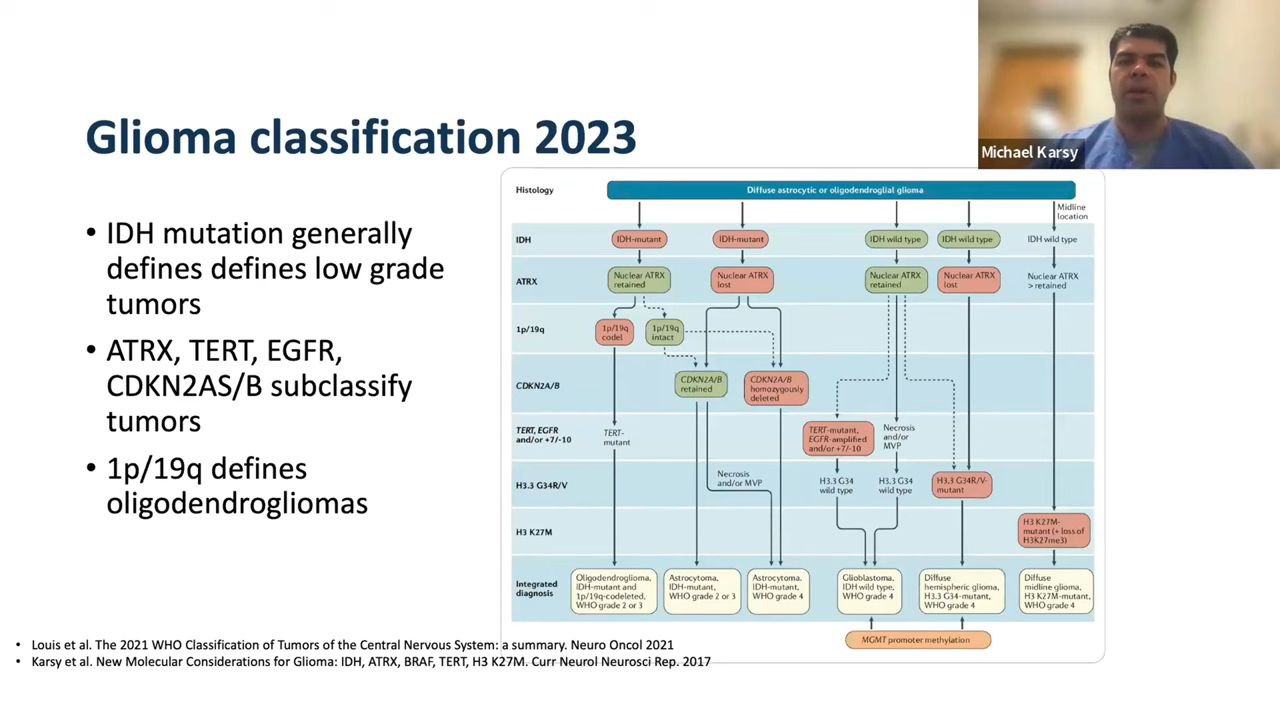 Michael Karsy
Glioma classification 2023
• IDH mutation generally
defines defines low grade
tumors
• ATRX, TERT, EGFR,
CDKN2AS/B subclassify
tumors
• 1p/19q defines
oligodendrogliomas
Histology
Diffuse astrocytic or oligodendroglial glioma
Midline
location
IDH
IDH-mutant
IDH-mutant
IDH wild type
IDH wild type
IDH wild type
ATRX
Nuclear ATRX
retained
Nuclear ATRX
lost
Nuclear ATRX
retained
Nuclear ATRX
lost
Nuclear ATRX
> retained
1p/19q
1p/19q
codel
1p/19q
intact
CDKN2A/B
CDKN2A/B
retained
CDKN2A/B
homozygously
deleted
TERT, EGFR
and/or +7/-10
TERT-
mutant
TERT-mutant,
EGFR-amplified
and/or +7/-10
Necrosis
and/or
MVP
H3.3 G34R/V
Necrosis
and/or MVP
H3.3 G34
wild type
H3.3 G34
wild type
H3.3 G34R/V-
mutant
H3 K27M
H3 K27M-
mutant (+ loss of
H3K27me3)
Integrated
diagnosis
Oligodendroglioma,
IDH-mutant and
1p/19q-codeleted,
WHO grade 2 or 3
Astrocytoma,
IDH-mutant,
WHO grade 2 or 3
Astrocytoma,
IDH-mutant,
WHO grade 4
Glioblastoma,
IDH wild type,
WHO grade 4
Diffuse
hemispheric glioma,
H3.3 G34-mutant,
WHO grade 4
Diffuse
midline glioma,
H3 K27M-mutant,
WHO grade 4
MGMT promoter methylation
• Louis et al. The 2021 WHO Classification of Tumors of the Central Nervous System: a summary. Neuro Oncol 2021
• Karsy et al. New Molecular Considerations for Glioma: IDH, ATRX, BRAF, TERT, H3 K27M. Curr Neurol Neurosci Rep. 2017